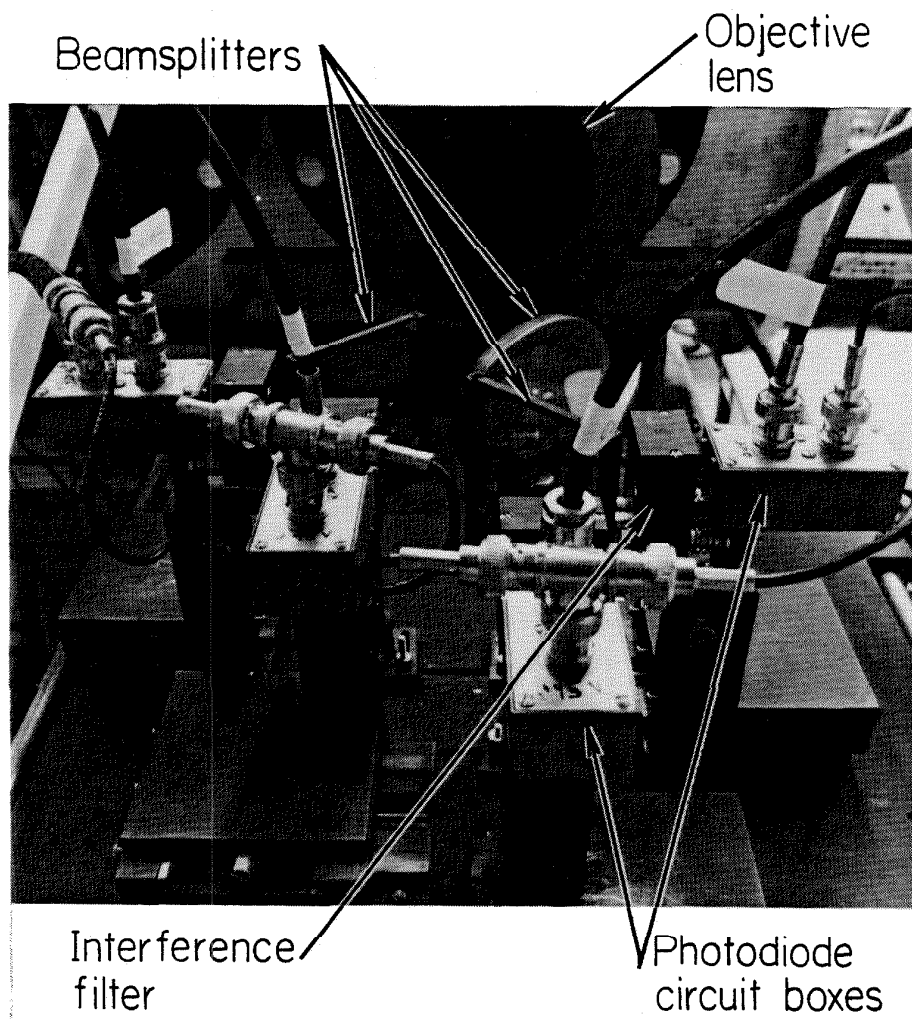 Beamsplitters
Objective
lens
Interference
filter
Photodiode
circuit boxes